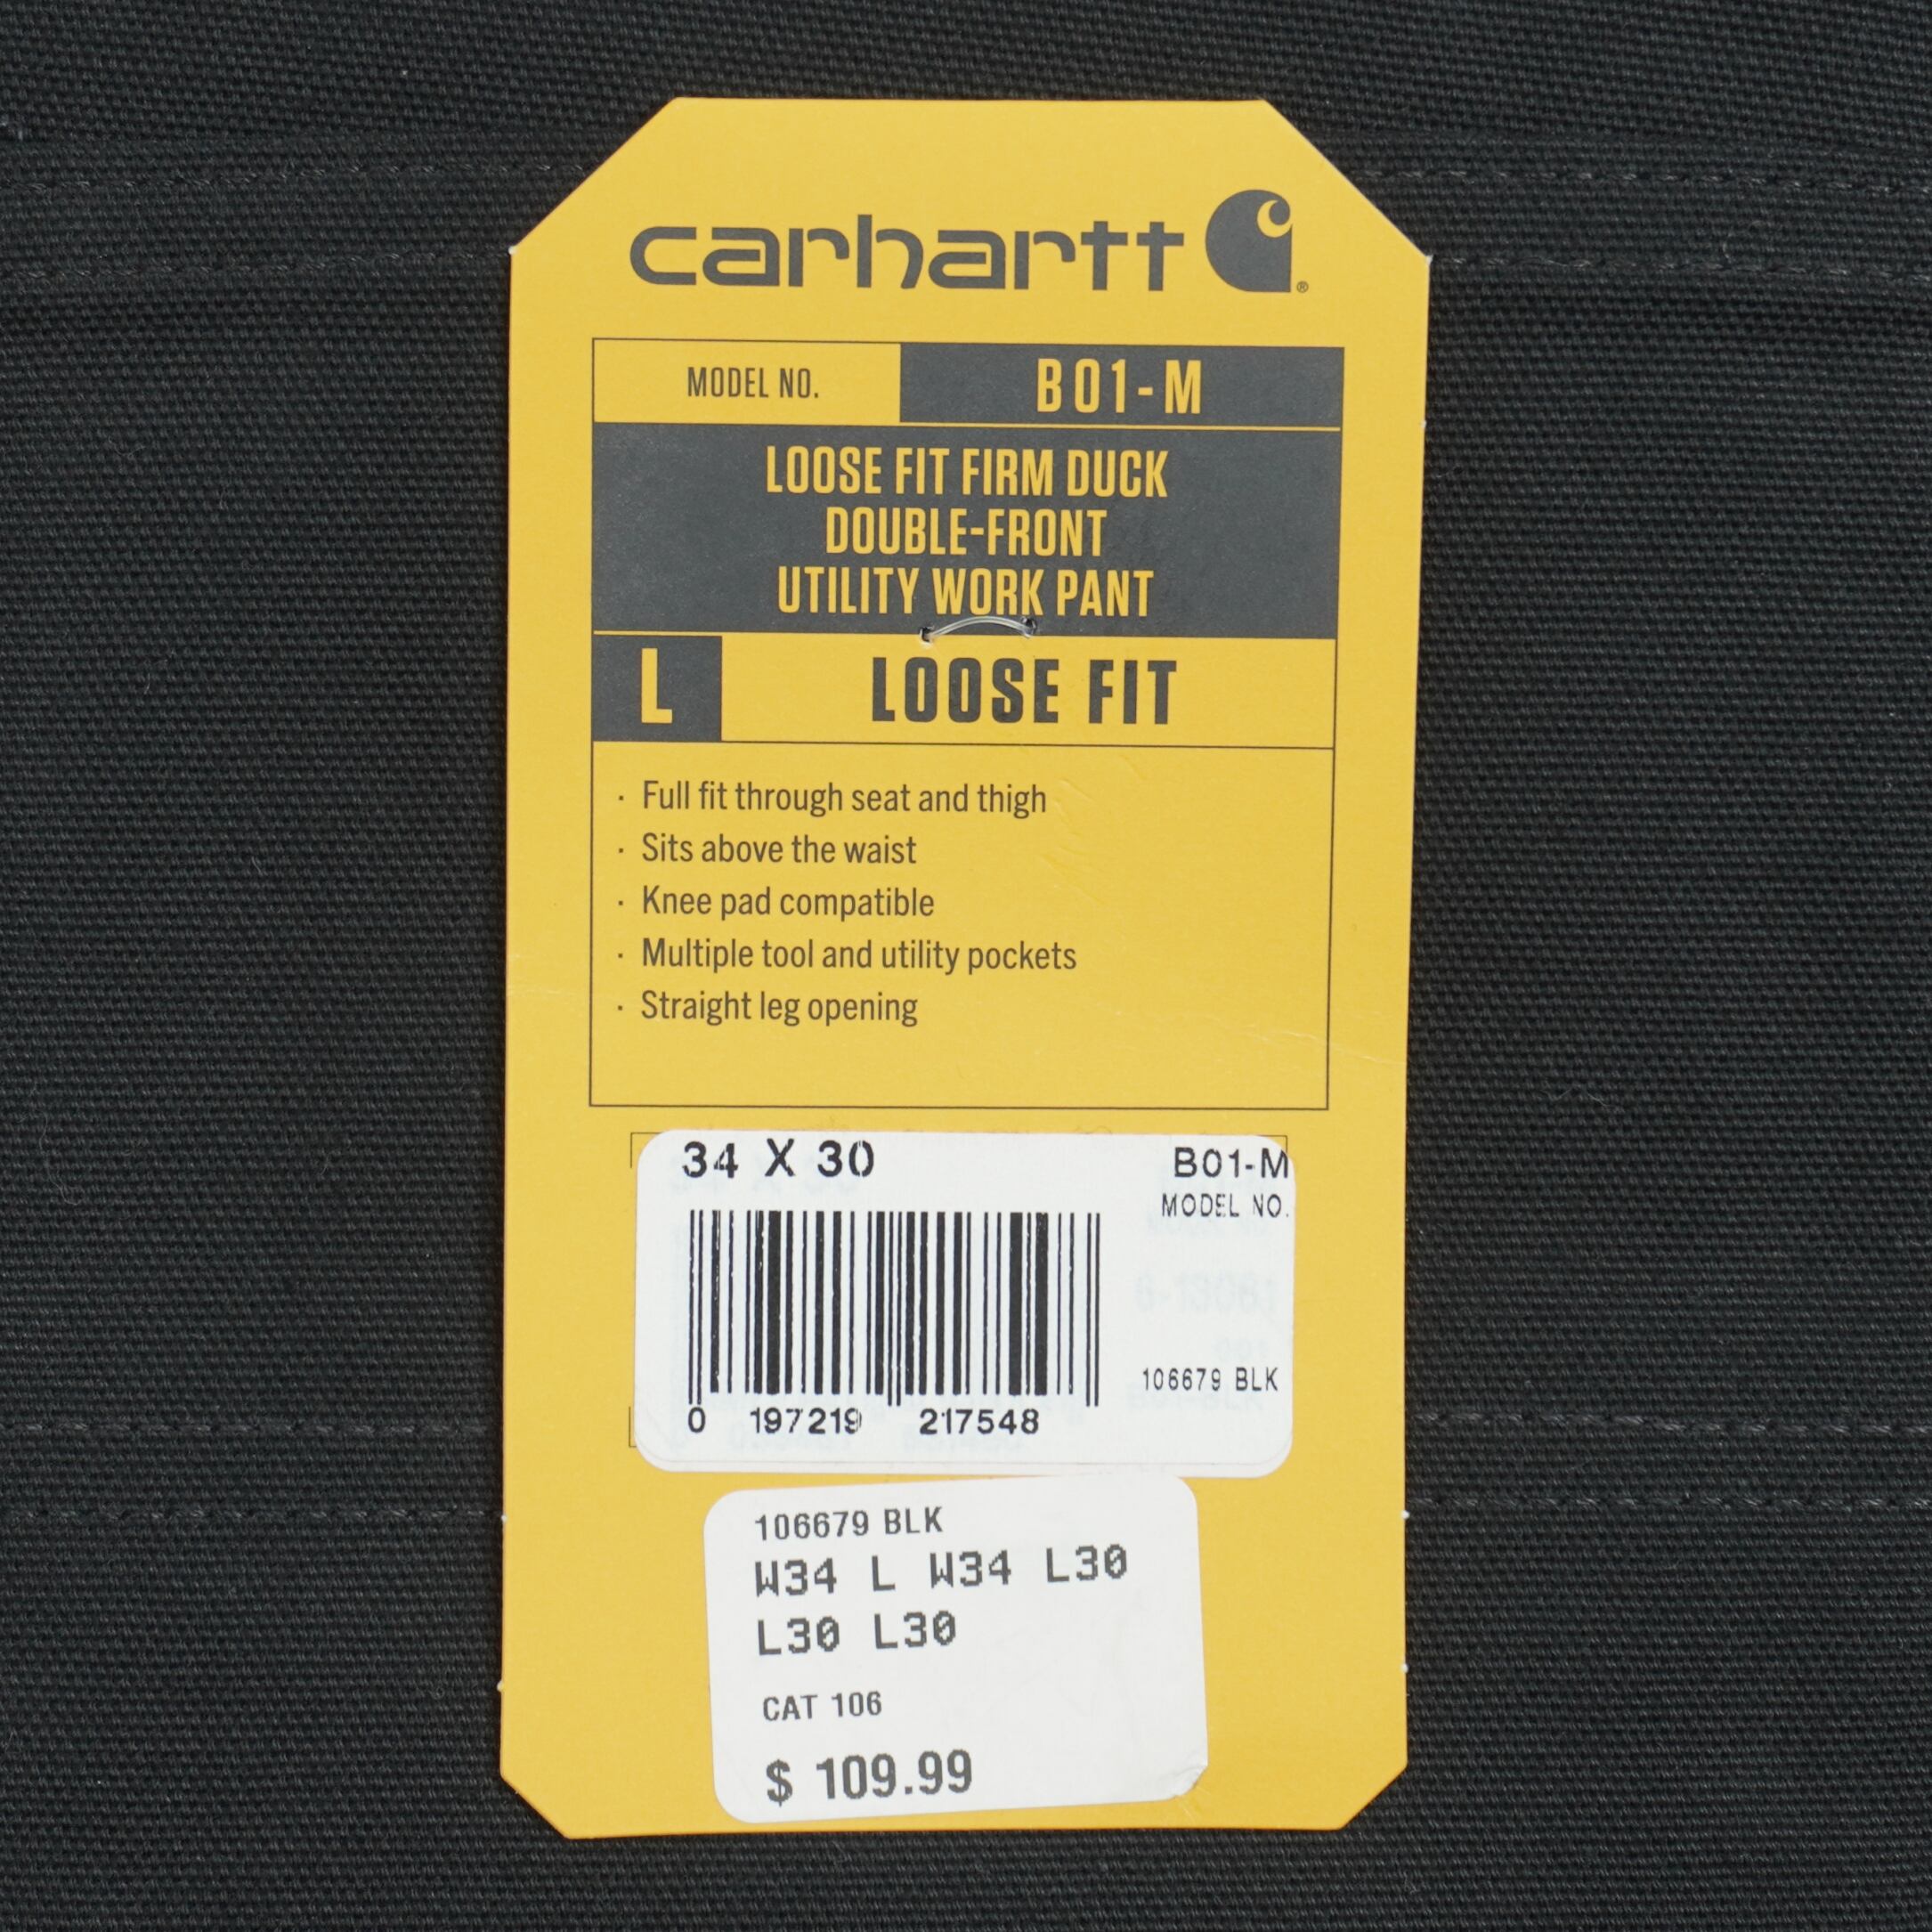 carhartt
MODEL NO. B01-M
LOOSE FIT FIRM DUCK
DOUBLE-FRONT
UTILITY WORK PANT
L LOOSE FIT
· Full fit through seat and thigh
· Sits above the waist
· Knee pad compatible
· Multiple tool and utility pockets
· Straight leg opening
34 X 30 B01-M
MODEL NO.
106679 BLK
0 197219 217548
106679 BLK
W34 L W34 L30
L30 L30
CAT 106
$ 109.99